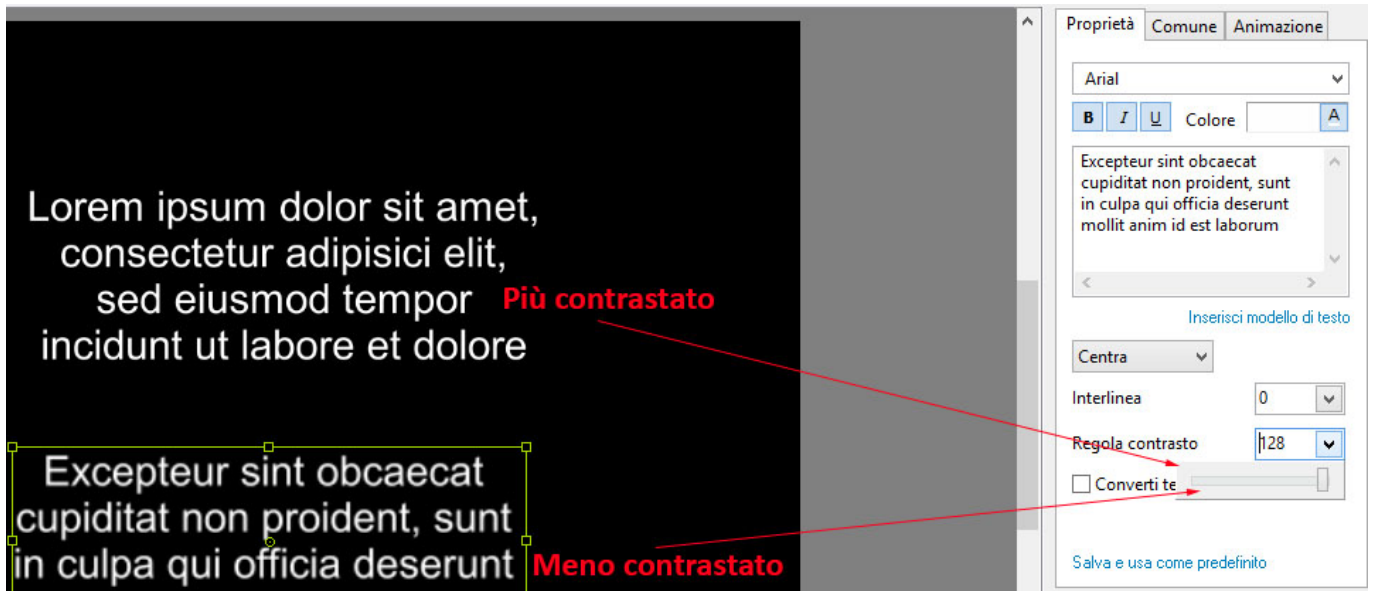 Lorem ipsum dolor sit amet,
consectetur adipisici elit,
sed eiusmod tempor
incidunt ut labore et dolore
Più contrastato
Excepteur sint obcaecat
cupiditat non proident, sunt
in culpa qui officia deserunt
Meno contrastato
Proprietà Comune Animazione
Arial
B I U Colore A
Excepteur sint obcaecat
cupiditat non proident, sunt
in culpa qui officia deserunt
mollit anim id est laborum
Inserisci modello di testo
Centra
Interlinea 0
Regola contrasto 128
Converti te
Salva e usa come predefinito